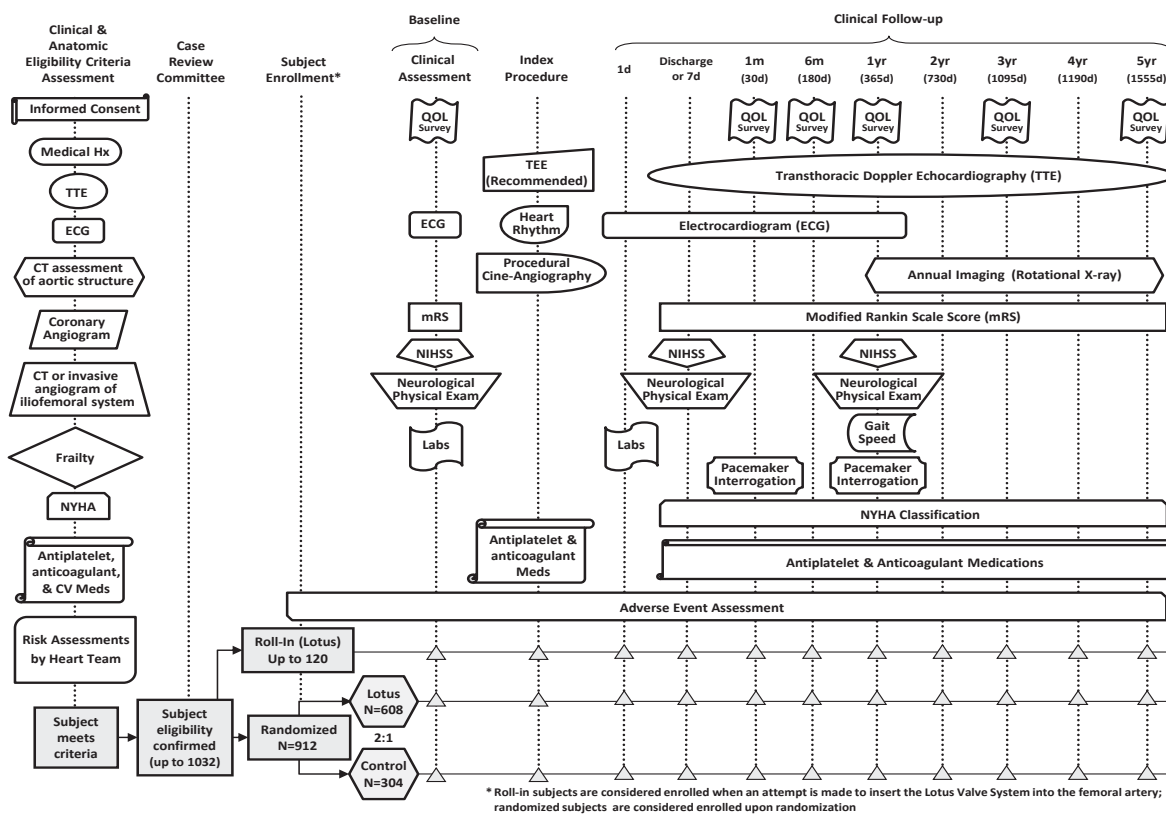 Clinical &
Anatomic
Eligibility Criteria
Assessment
Case
Review
Committee
Subject
Enrollment*
Baseline
Clinical
Assessment
Index
Procedure
Clinical Follow-up
1d
Discharge
or 7d
1m
(30d)
6m
(180d)
1yr
(365d)
2yr
(730d)
3yr
(1095d)
4yr
(1190d)
5yr
(1555d)
Informed Consent
Medical Hx
TTE
ECG
CT assessment
of aortic structure
Coronary
Angiogram
CT or invasive
angiogram of
iliofemoral system
Frailty
NYHA
Antiplatelet,
anticoagulant,
& CV Meds
Risk Assessments
by Heart Team
Subject
meets
criteria
Subject
eligibility
confirmed
(up to 1032)
Roll-In (Lotus)
Up to 120
Randomized
N=912
Lotus
N=608
2:1
Control
N=304
QOL
Survey
ECG
mRS
NIHSS
Neurological
Physical Exam
Labs
TEE
(Recommended)
Heart
Rhythm
Procedural
Cine-Angiography
Antiplatelet &
anticoagulant
Meds
QOL
Survey
QOL
Survey
QOL
Survey
QOL
Survey
QOL
Survey
Transthoracic Doppler Echocardiography (TTE)
Electrocardiogram (ECG)
Annual Imaging (Rotational X-ray)
Modified Rankin Scale Score (mRS)
NIHSS
NIHSS
Neurological
Physical Exam
Neurological
Physical Exam
Labs
Gait
Speed
Pacemaker
Interrogation
Pacemaker
Interrogation
NYHA Classification
Antiplatelet & Anticoagulant Medications
Adverse Event Assessment
* Roll-in subjects are considered enrolled when an attempt is made to insert the Lotus Valve System into the femoral artery;
randomized subjects are considered enrolled upon randomization